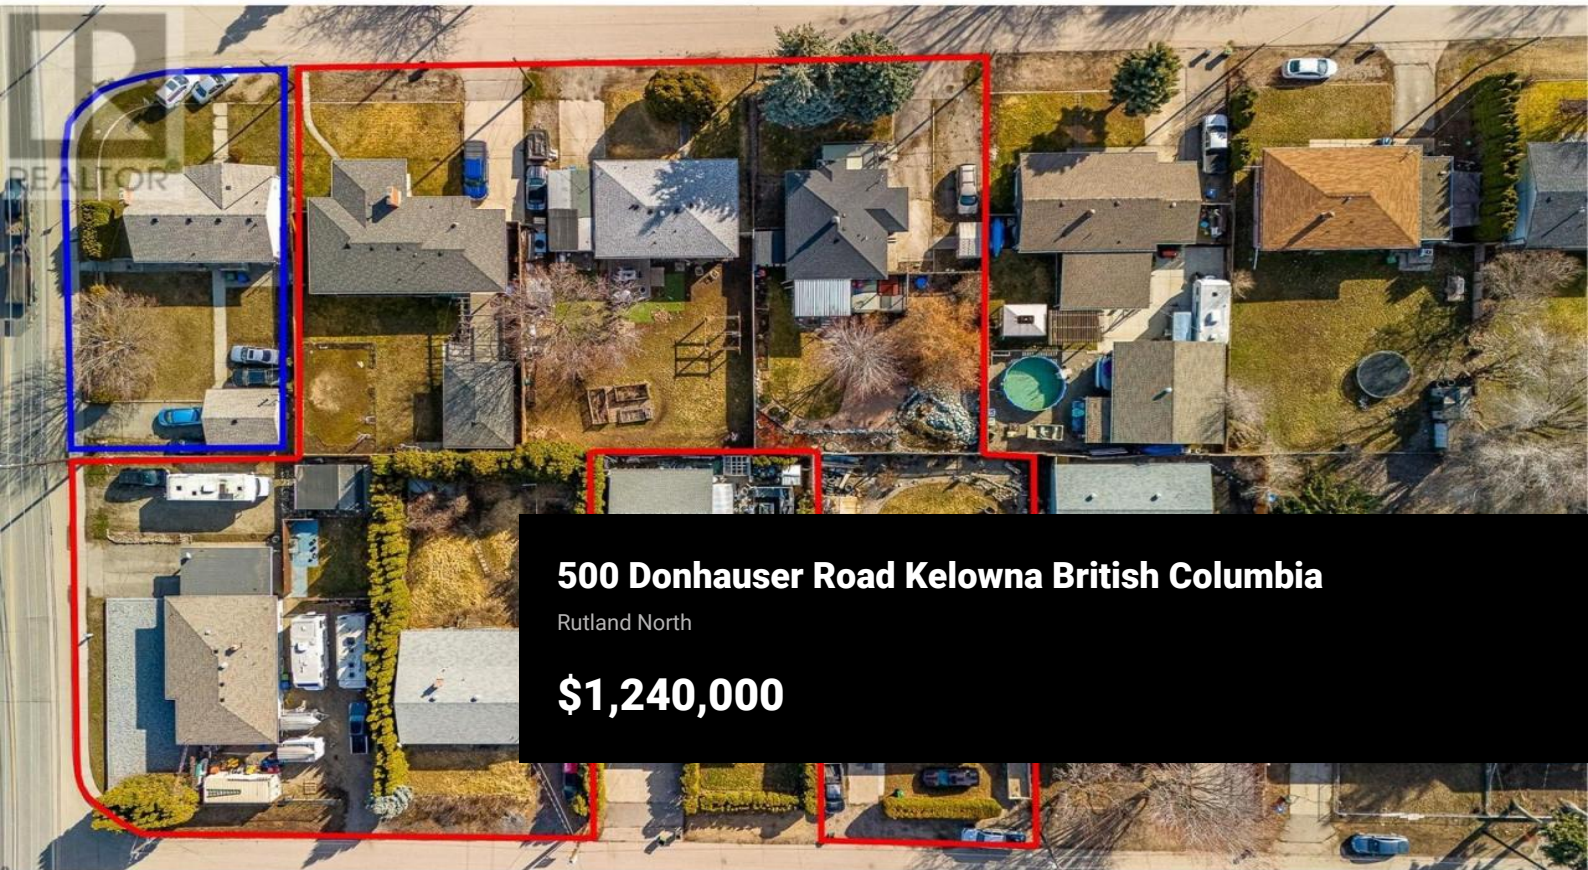 R
REALTOR
500 Donhauser Road Kelowna British Columbia
Rutland North
$1,240,000